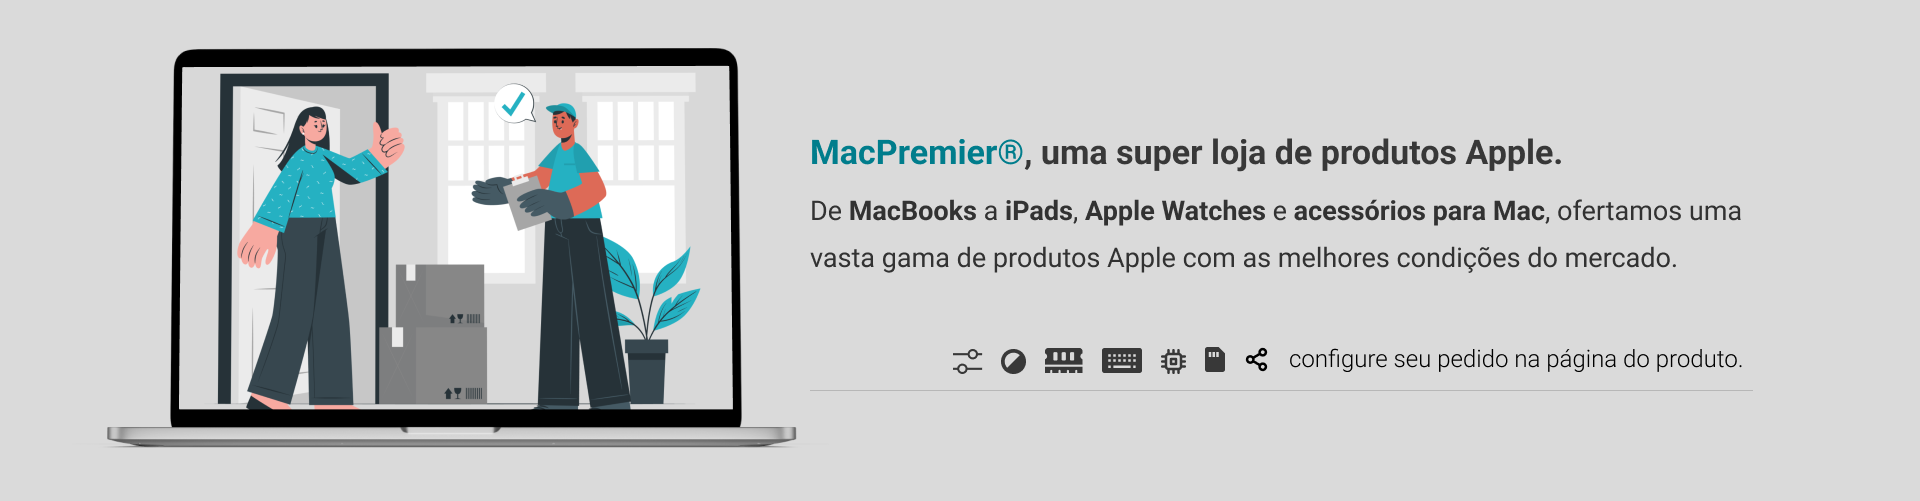 MacPremier®, uma super loja de produtos Apple.
De MacBooks a iPads, Apple Watches e acessórios para Mac, ofertamos uma
vasta gama de produtos Apple com as melhores condições do mercado.
configure seu pedido na página do produto.